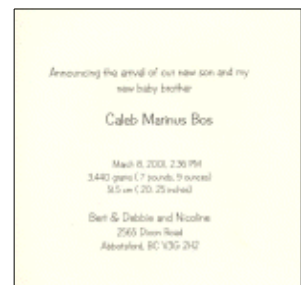 Announcing the arrival of our new son and my
new baby brother
Caleb Marinus Bos
March 8, 2001, 2:36 PM
3,440 grams ( 7 pounds, 9 ounces)
51.5 cm ( 20. 25 inches)
Bert & Debbie and Nicoline
2565 Dixon Road
Abbotsford, BC V3G 2H2